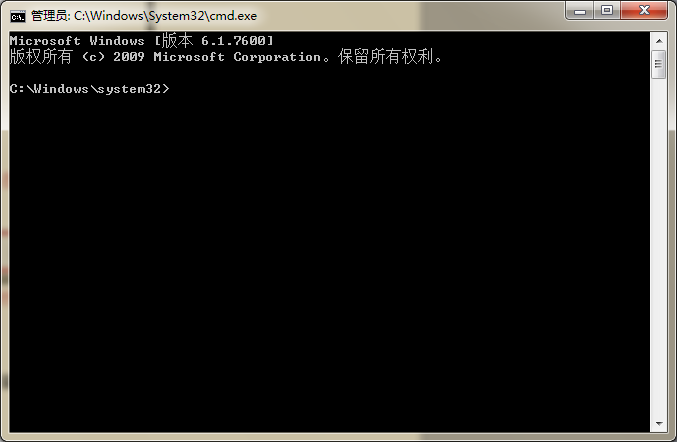 管理员: C:\Windows\System32\cmd.exe
Microsoft Windows [版本 6.1.7600]
版权所有 (c) 2009 Microsoft Corporation。保留所有权利。
C:\Windows\system32>